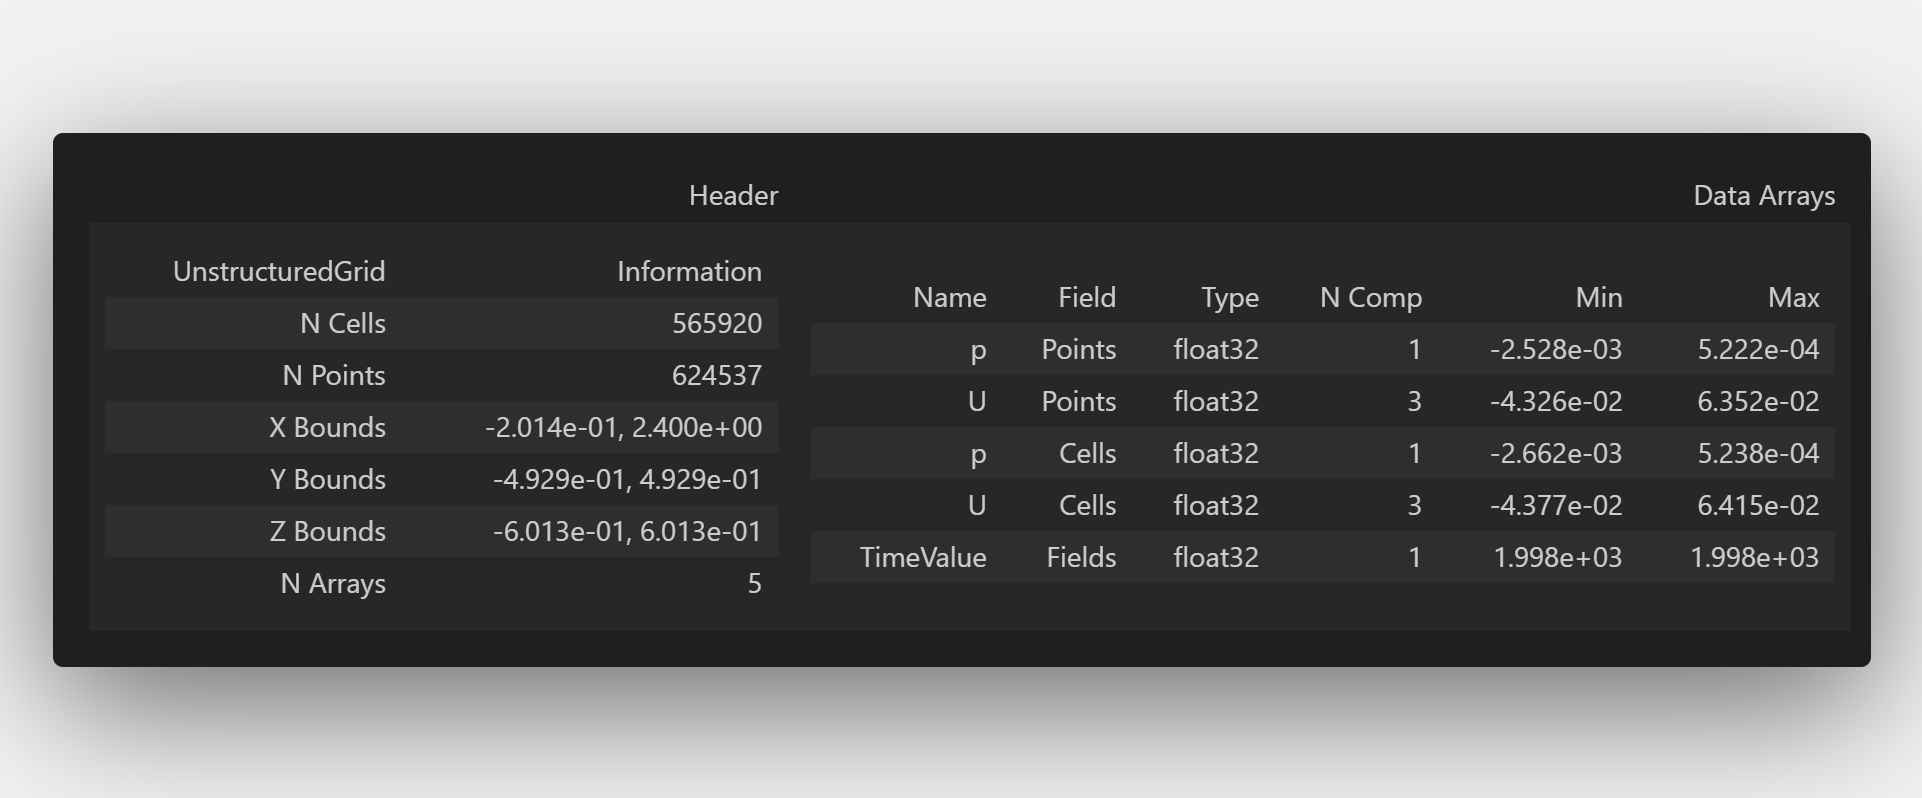 Header
Data Arrays
UnstructuredGrid Information
N Cells 565920
N Points 624537
X Bounds -2.014e-01, 2.400e+00
Y Bounds -4.929e-01, 4.929e-01
Z Bounds -6.013e-01, 6.013e-01
N Arrays 5
Name Field Type N Comp Min Max
p Points float32 1 -2.528e-03 5.222e-04
U Points float32 3 -4.326e-02 6.352e-02
p Cells float32 1 -2.662e-03 5.238e-04
U Cells float32 3 -4.377e-02 6.415e-02
TimeValue Fields float32 1 1.998e+03 1.998e+03